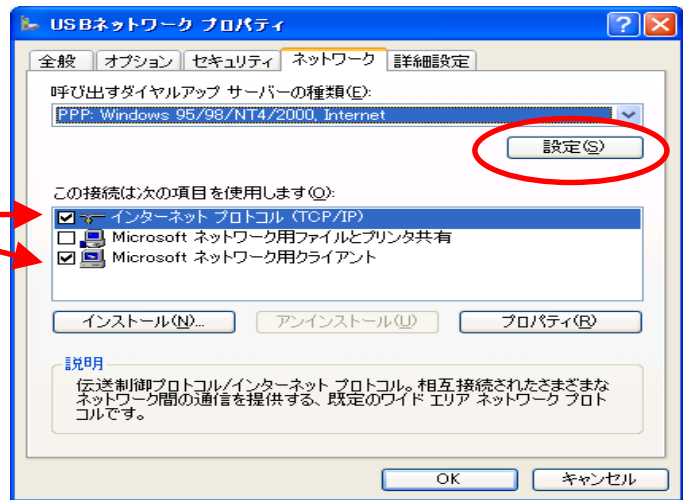 USBネットワーク プロパティ
全般 オプション セキュリティ ネットワーク 詳細設定
呼び出すダイヤルアップ サーバーの種類(E):
PPP: Windows 95/98/NT4/2000, Internet
設定(S)
この接続は次の項目を使用します(O):
インターネット プロトコル (TCP/IP)
Microsoft ネットワーク用ファイルとプリンタ共有
Microsoft ネットワーク用クライアント
インストール(N)... アンインストール(U) プロパティ(R)
説明
伝送制御プロトコル/インターネット プロトコル。相互接続されたさまざまな
ネットワーク間の通信を提供する、既定のワイド エリア ネットワーク プロト
コルです。
OK キャンセル